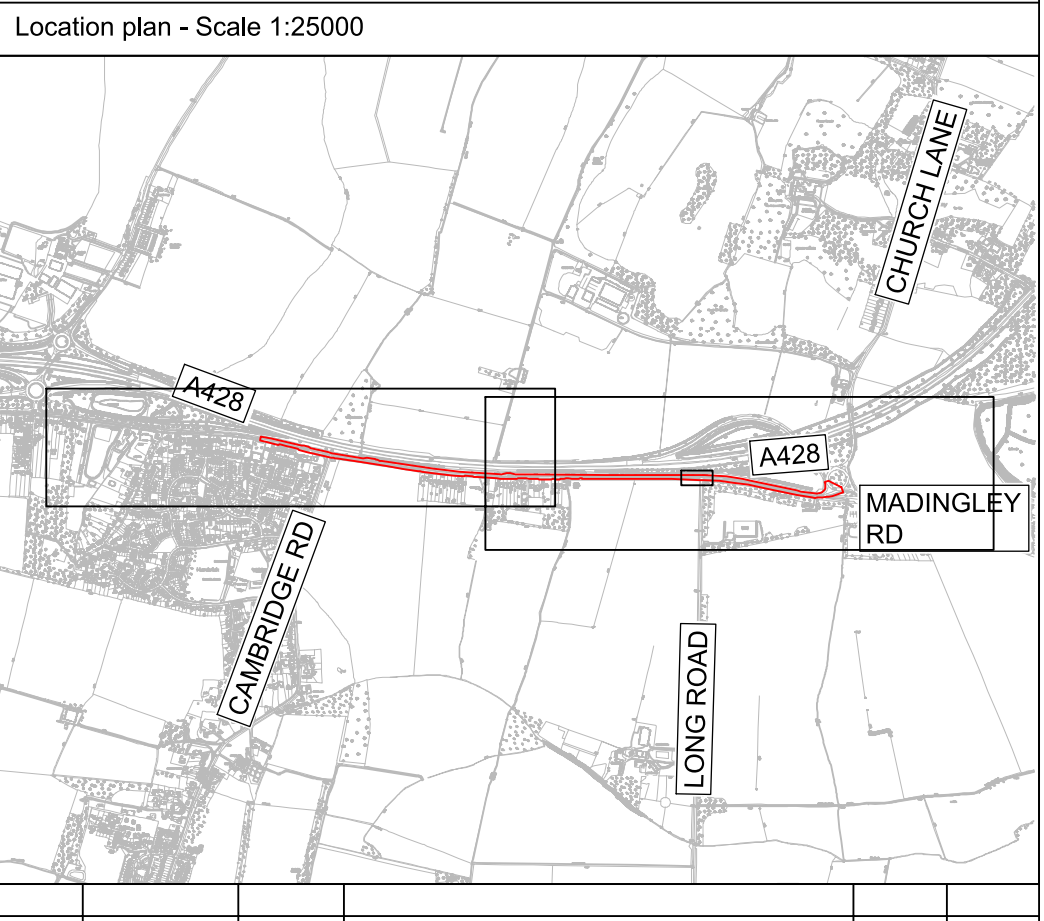 Location plan - Scale 1:25000
CHURCH LANE
A428
A428
MADINGLEY
RD
CAMBRIDGE RD
LONG ROAD